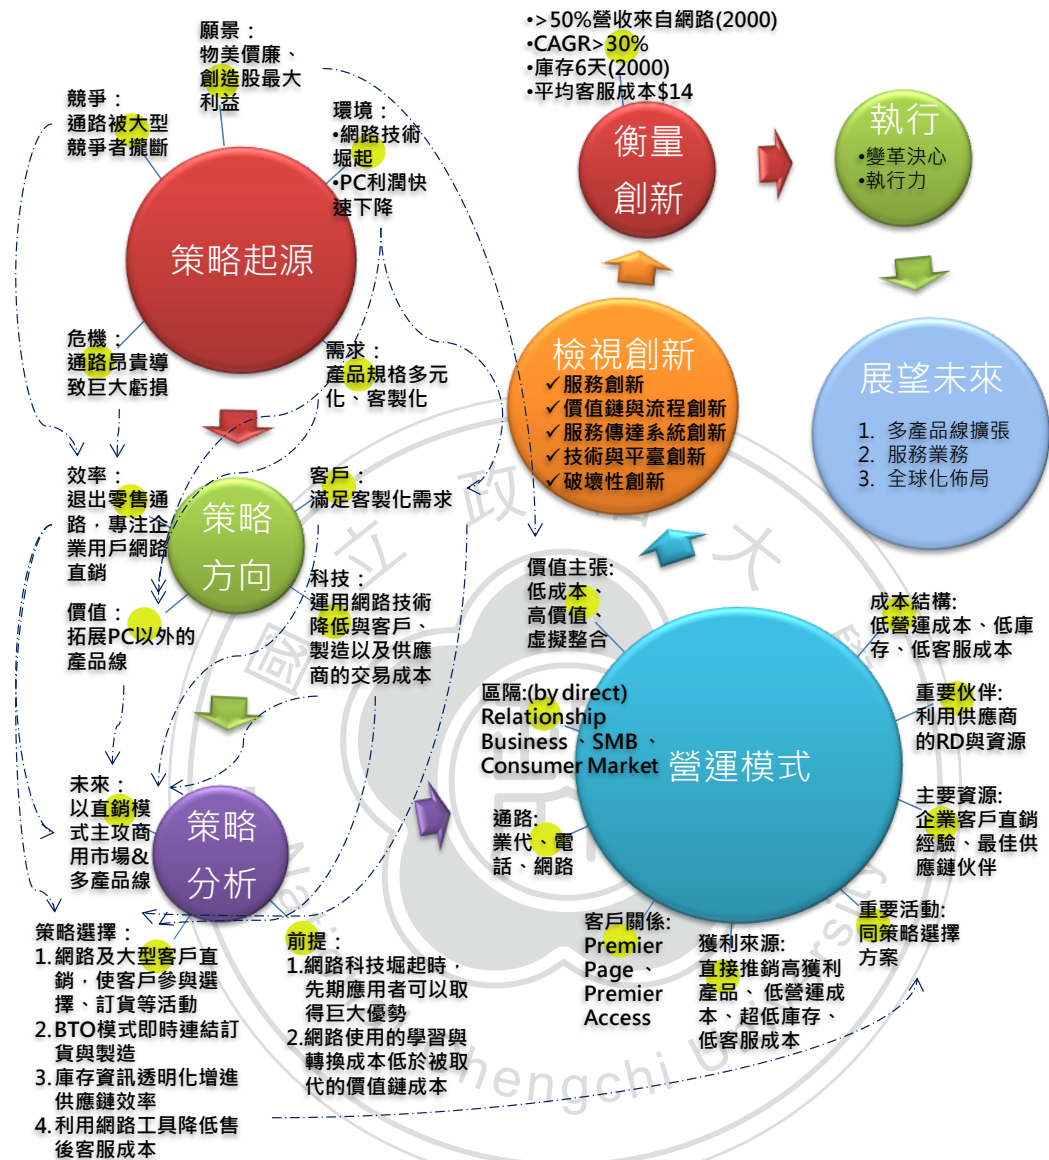 願景：
物美價廉、
創造股最大
利益
競爭：
通路被大型
競爭者攏斷
環境：
•網路技術
崛起
•PC利潤快
速下降
策略起源
危機：
通路昂貴導
致巨大虧損
需求：
產品規格多元
化、客製化
效率：
退出零售通
路，專注企
業用戶網路
直銷
客戶：
滿足客製化需求
策略
方向
價值：
拓展PC以外的
產品線
科技：
運用網路技術
降低與客戶、
製造以及供應
商的交易成本
未來：
以直銷模
式主攻商
用市場&
多產品線
策略
分析
策略選擇：
1.網路及大型客戶直
銷，使客戶參與選
擇、訂貨等活動
2.BTO模式即時連結訂
貨與製造
3.庫存資訊透明化增進
供應鏈效率
4.利用網路工具降低售
後客服成本
前提：
1.網路科技堀起時，
先期應用者可以取
得巨大優勢
2.網路使用的學習與
轉換成本低於被取
代的價值鏈成本
價值主張:
低成本、
高價值、
虛擬整合
區隔:(by direct)
Relationship
Business、SMB、
Consumer Market
通路:
業代、電
話、網路
客戶關係:
Premier
Page、
Premier
Access
獲利來源:
直接推銷高獲利
產品、低營運成
本、超低庫存、
低客服成本
營運模式
成本結構:
低營運成本、低庫
存、低客服成本
重要伙伴:
利用供應商
的RD與資源
主要資源:
企業客戶直銷
經驗、最佳供
應鏈伙伴
重要活動:
同策略選擇
方案
檢視創新
✓服務創新
✓價值鏈與流程創新
✓服務傳達系統創新
✓技術與平臺創新
✓破壞性創新
•>50%營收來自網路(2000)
•CAGR>30%
•庫存6天(2000)
•平均客服成本$14
衡量
創新
執行
•變革決心
•執行力
展望未來
1. 多產品線擴張
2. 服務業務
3. 全球化佈局
國立政
大
Chengchi University